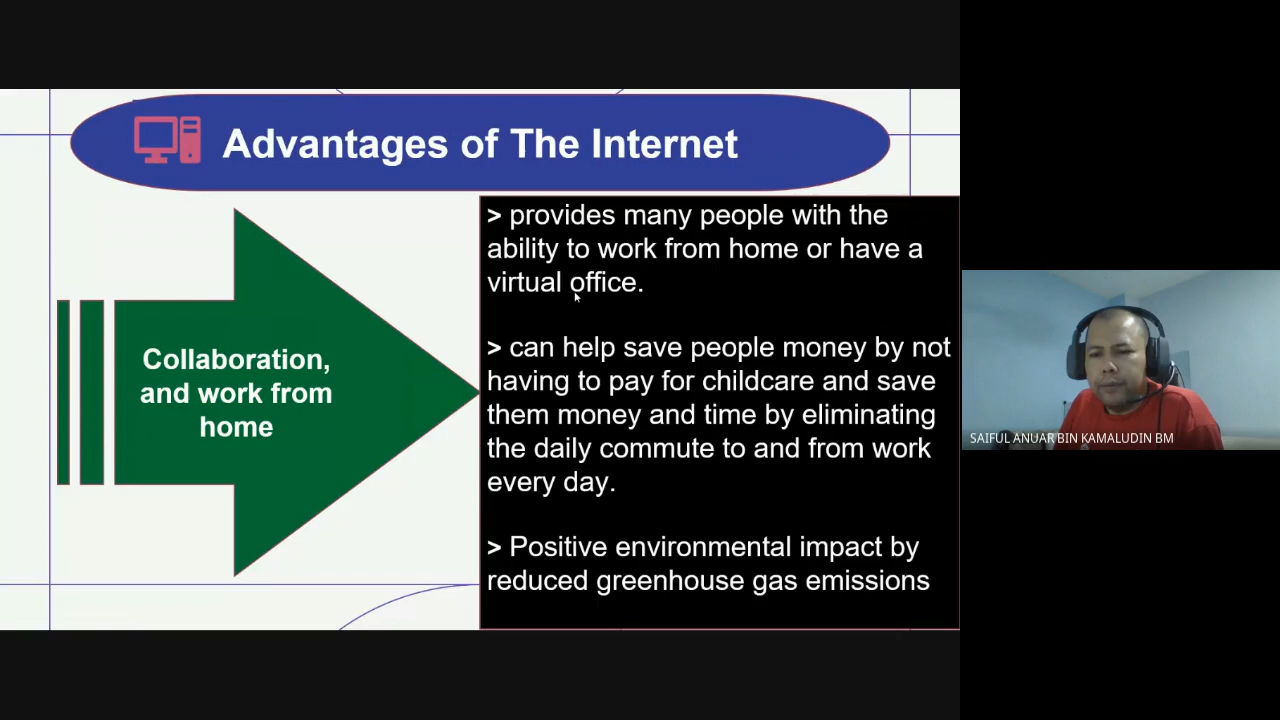 Advantages of The Internet
Collaboration,
and work from
home
> provides many people with the
ability to work from home or have a
virtual office.
> can help save people money by not
having to pay for childcare and save
them money and time by eliminating
the daily commute to and from work
every day.
> Positive environmental impact by
reduced greenhouse gas emissions
SAIFUL ANUAR BIN KAMALUDIN BM